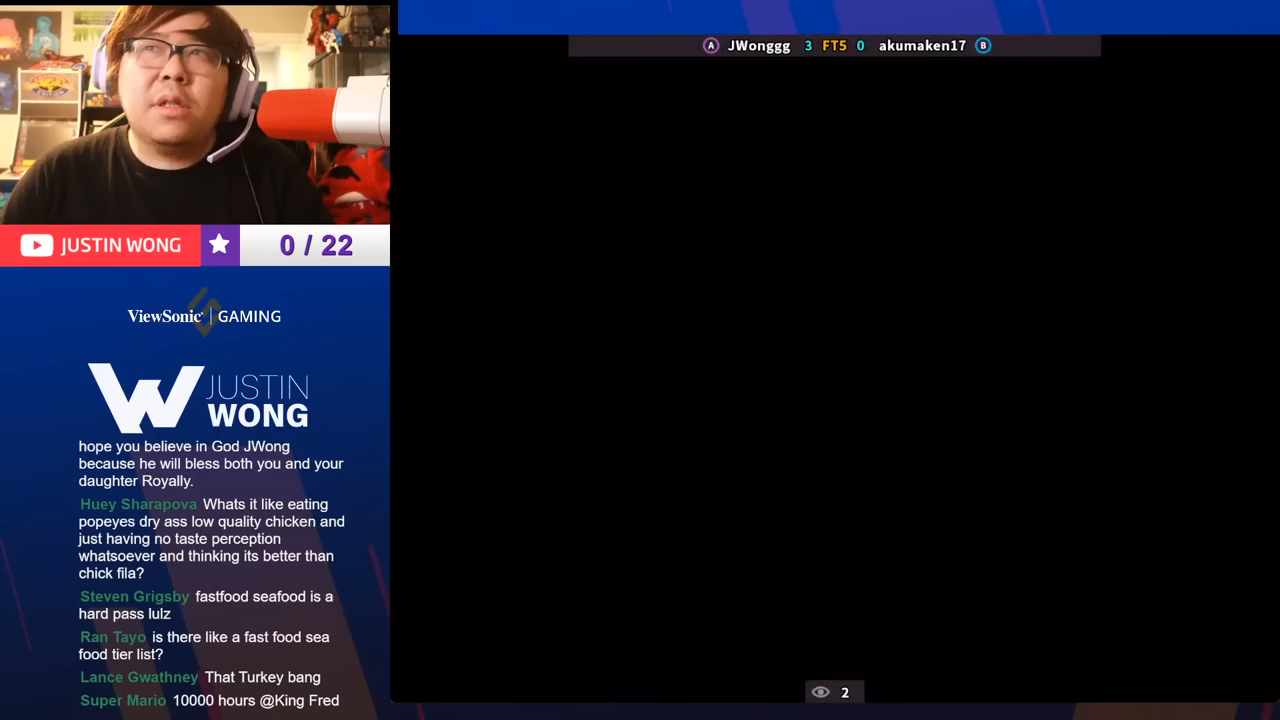 A JWonggg 3 FT5 0 akumaken17 B
JUSTIN WONG
0 / 22
ViewSonic | GAMING
W JUSTIN
WONG
hope you believe in God JWong
because he will bless both you and your
daughter Royally.
Huey Sharapova Whats it like eating
popeyes dry ass low quality chicken and
just having no taste perception
whatsoever and thinking its better than
chick fila?
Steven Grigsby fastfood seafood is a
hard pass lulz
Ran Tayo is there like a fast food sea
food tier list?
Lance Gwathney That Turkey bang
Super Mario 10000 hours @King Fred
2